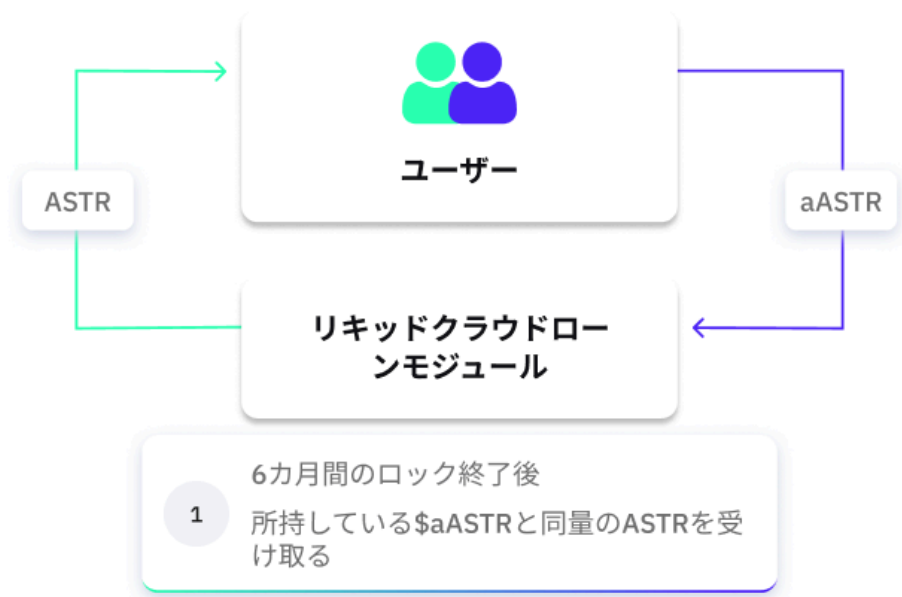 ユーザー
ASTR
aASTR
リキッドクラウドロー
ンモジュール
1
6カ月間のロック終了後
所持している$aASTRと同量のASTRを受
け取る